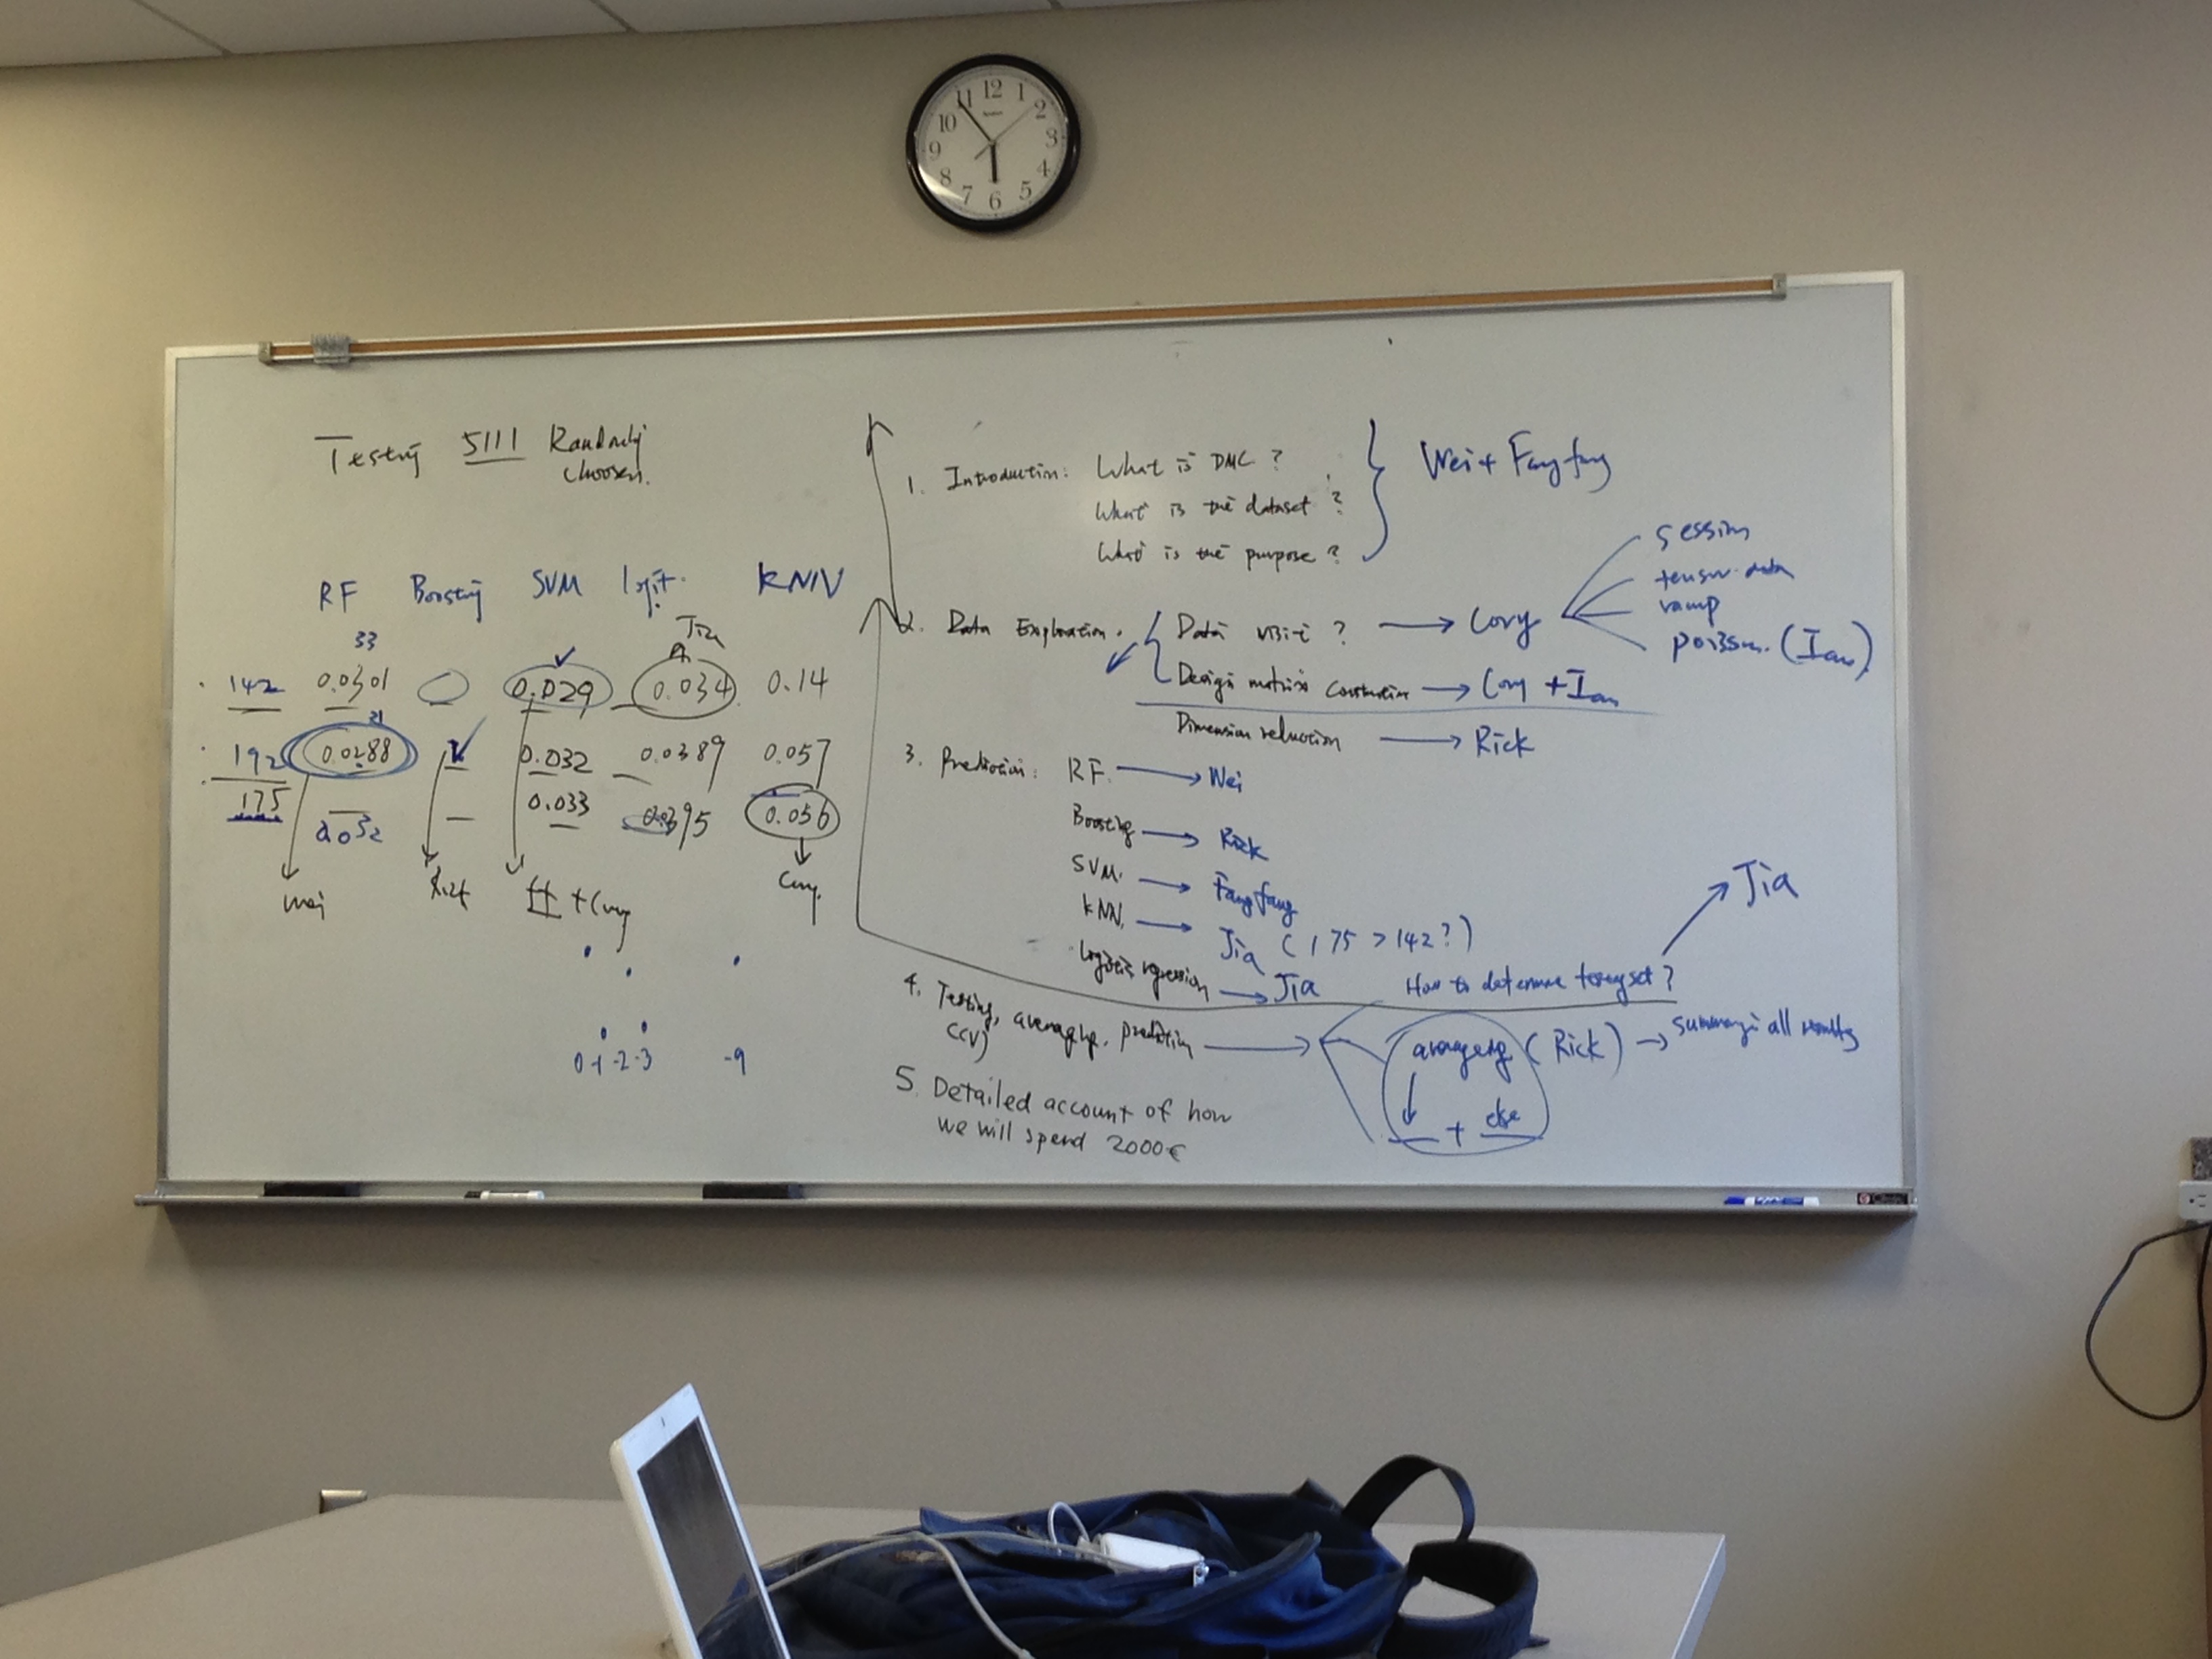 12
1
2
3
4
5
6
7
8
9
10
11
Testing 5111 Randomly
choosen.
RF Boosting SVM logit. KNN
33
Jia
142 0.0301 0.029 0.034 0.14
21
192 0.0288 0.032 0.0389 0.057
175 0.032 0.033 0.0395 0.056
Wei Rick ff + Cory Cory.
0 -1 -2 -3 -9
1. Introduction: What is DMC ?
What is the dataset ?
What is the purpose ?
Wei + Fangfang
2. Data Exploration. Data visit ? Cory
session
tensor data
ramp
poisson. (Ian)
Design matrix construction Cory + Ian
Dimension reduction Rick
3. Prediction: RF. Wei
Boosting Rick
SVM. Fangfang
KNN. Jia (175 > 142?)
Logistic regression Jia
4. Testing, averaging, prediction
(CV)
How to determine testing set ?
Jia
averaging (Rick) all results
+ else
5. Detailed account of how
we will spend 2000€